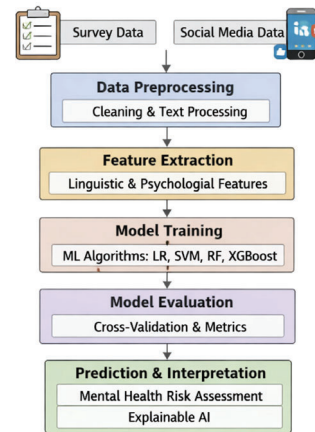 Survey Data
Social Media Data
Data Preprocessing
Cleaning & Text Processing
Feature Extraction
Linguistic & Psychologial Features
Model Training
ML Algorithms: LR, SVM, RF, XGBoost
Model Evaluation
Cross-Validation & Metrics
Prediction & Interpretation
Mental Health Risk Assessment
Explainable AI